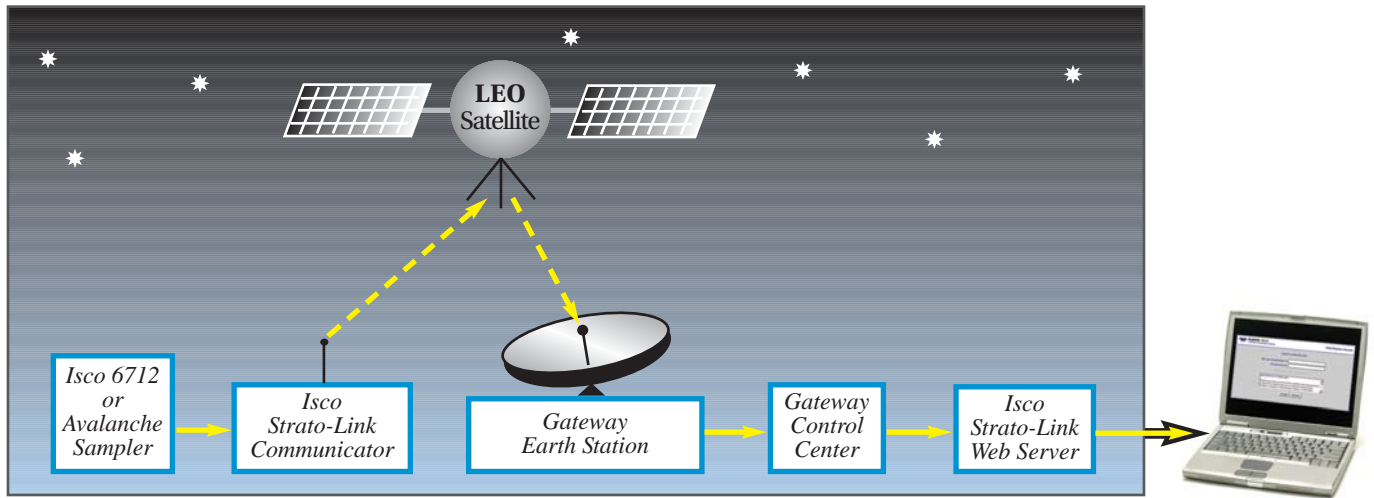 LEO
Satellite
Isco 6712
or
Avalanche
Sampler
Isco
Strato-Link
Communicator
Gateway
Earth Station
Gateway
Control
Center
Isco
Strato-Link
Web Server